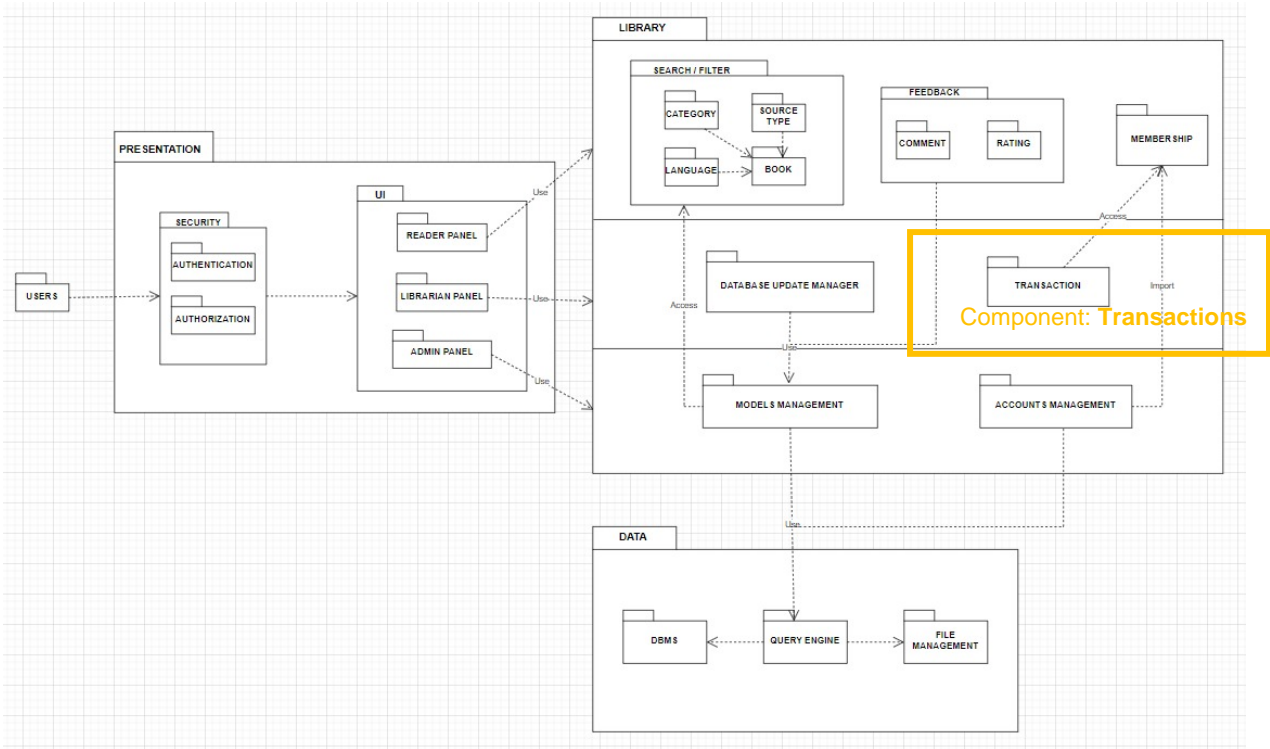 LIBRARY
SEARCH / FILTER
CATEGORY
SOURCE
TYPE
LANGUAGE
BOOK
FEEDBACK
COMMENT
RATING
MEMBERSHIP
PRESENTATION
SECURITY
AUTHENTICATION
AUTHORIZATION
UI
READER PANEL
LIBRARIAN PANEL
ADMIN PANEL
USERS
Use
Use
Use
Access
DATABASE UPDATE MANAGER
Use
Access
Import
TRANSACTION
Component: Transactions
MODELS MANAGEMENT
ACCOUNTS MANAGEMENT
Use
DATA
DBMS
QUERY ENGINE
FILE
MANAGEMENT